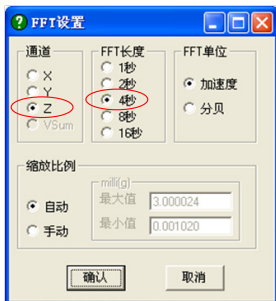 FFT设置
通道
X
Y
Z
VSum
FFT长度
1秒
2秒
4秒
8秒
16秒
FFT单位
加速度
分贝
缩放比例
自动
手动
milli(g)
最大值 3.000024
最小值 0.001020
确认
取消